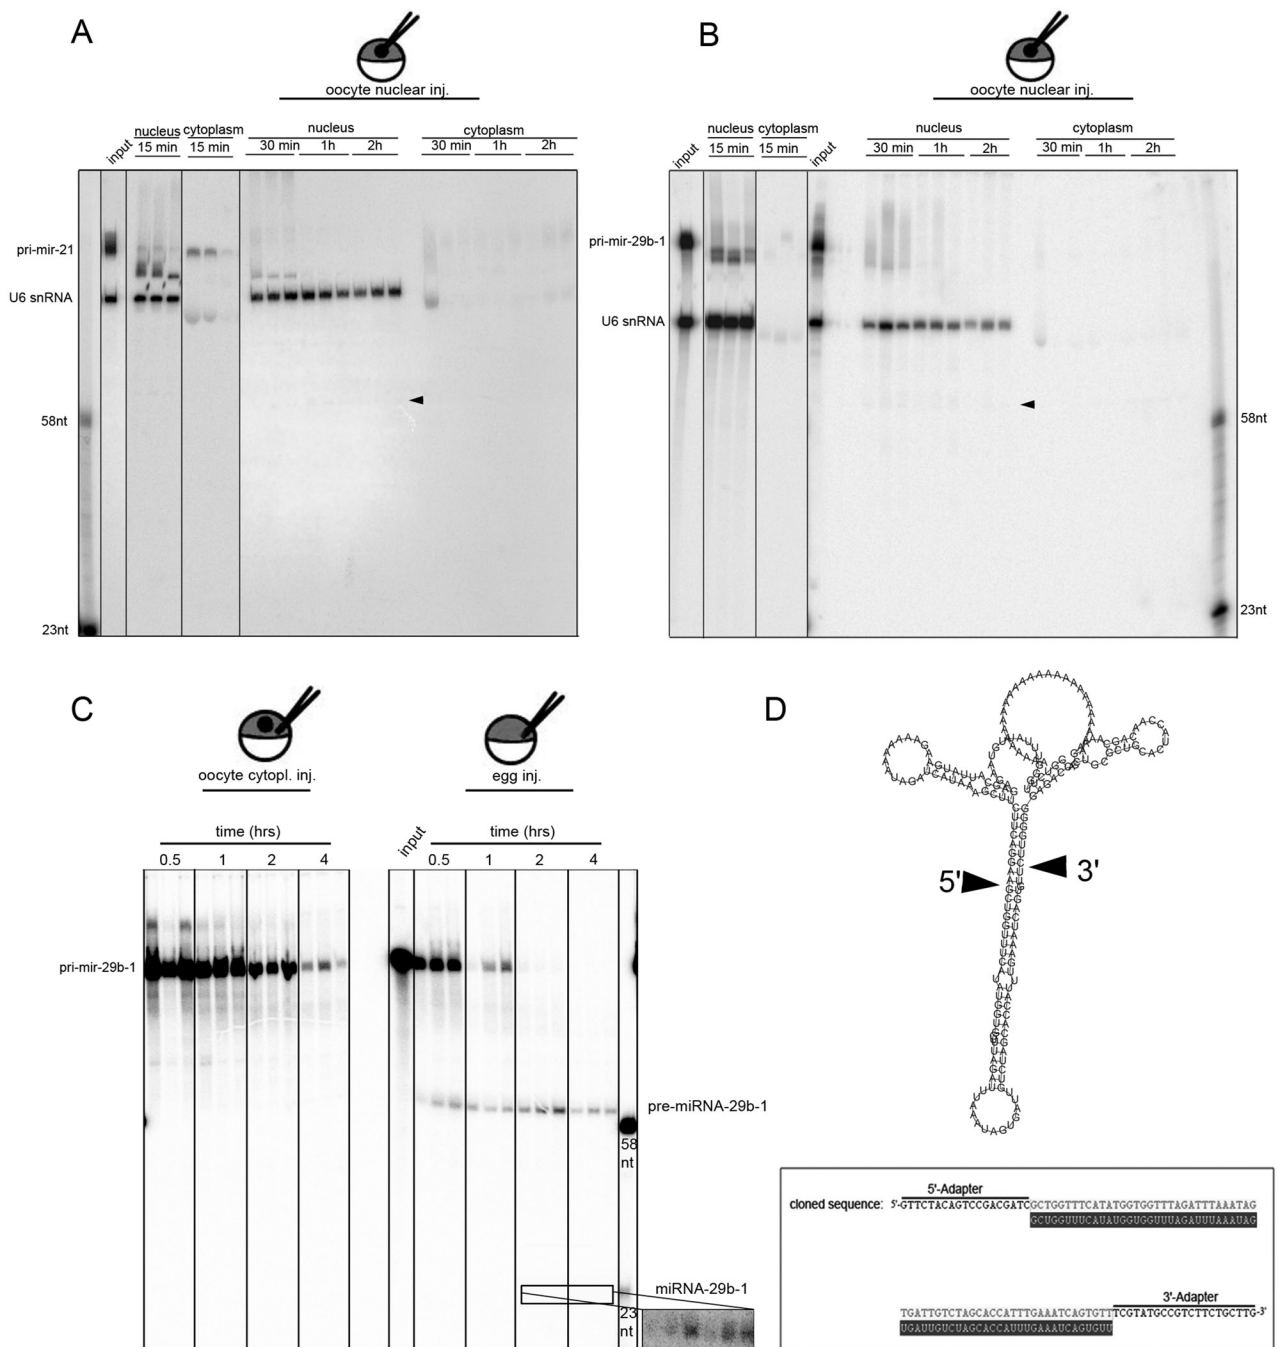 A
oocyte nuclear inj.
input
nucleus
cytoplasm
nucleus
cytoplasm
15 min
15 min
30 min
1h
2h
30 min
1h
2h
pri-mir-21
U6 snRNA
58nt
23nt
B
oocyte nuclear inj.
input
nucleus
cytoplasm
input
nucleus
cytoplasm
15 min
15 min
30 min
1h
2h
30 min
1h
2h
pri-mir-29b-1
U6 snRNA
58nt
23nt
C
oocyte cytopl. inj.
egg inj.
time (hrs)
input
time (hrs)
0.5
1
2
4
0.5
1
2
4
pri-mir-29b-1
pre-miRNA-29b-1
58
nt
miRNA-29b-1
23
nt
D
5'
3'
5'-Adapter
cloned sequence: 5'-GTTCTACAGTCCGACGATCGCTGGTTTCATATGGTGGTTTAGATTTAAATAG
GCUGGUUUCAUAUGGUGGUUUAGAUUUAAAUAG
3'-Adapter
TGATTGTCTAGCACCATTTGAAATCAGTGTTTCGTATGCCGTCTTCTGCTTG-3'
UGAUUGUCUAGCACCAUUUGAAAUCAGUGUU